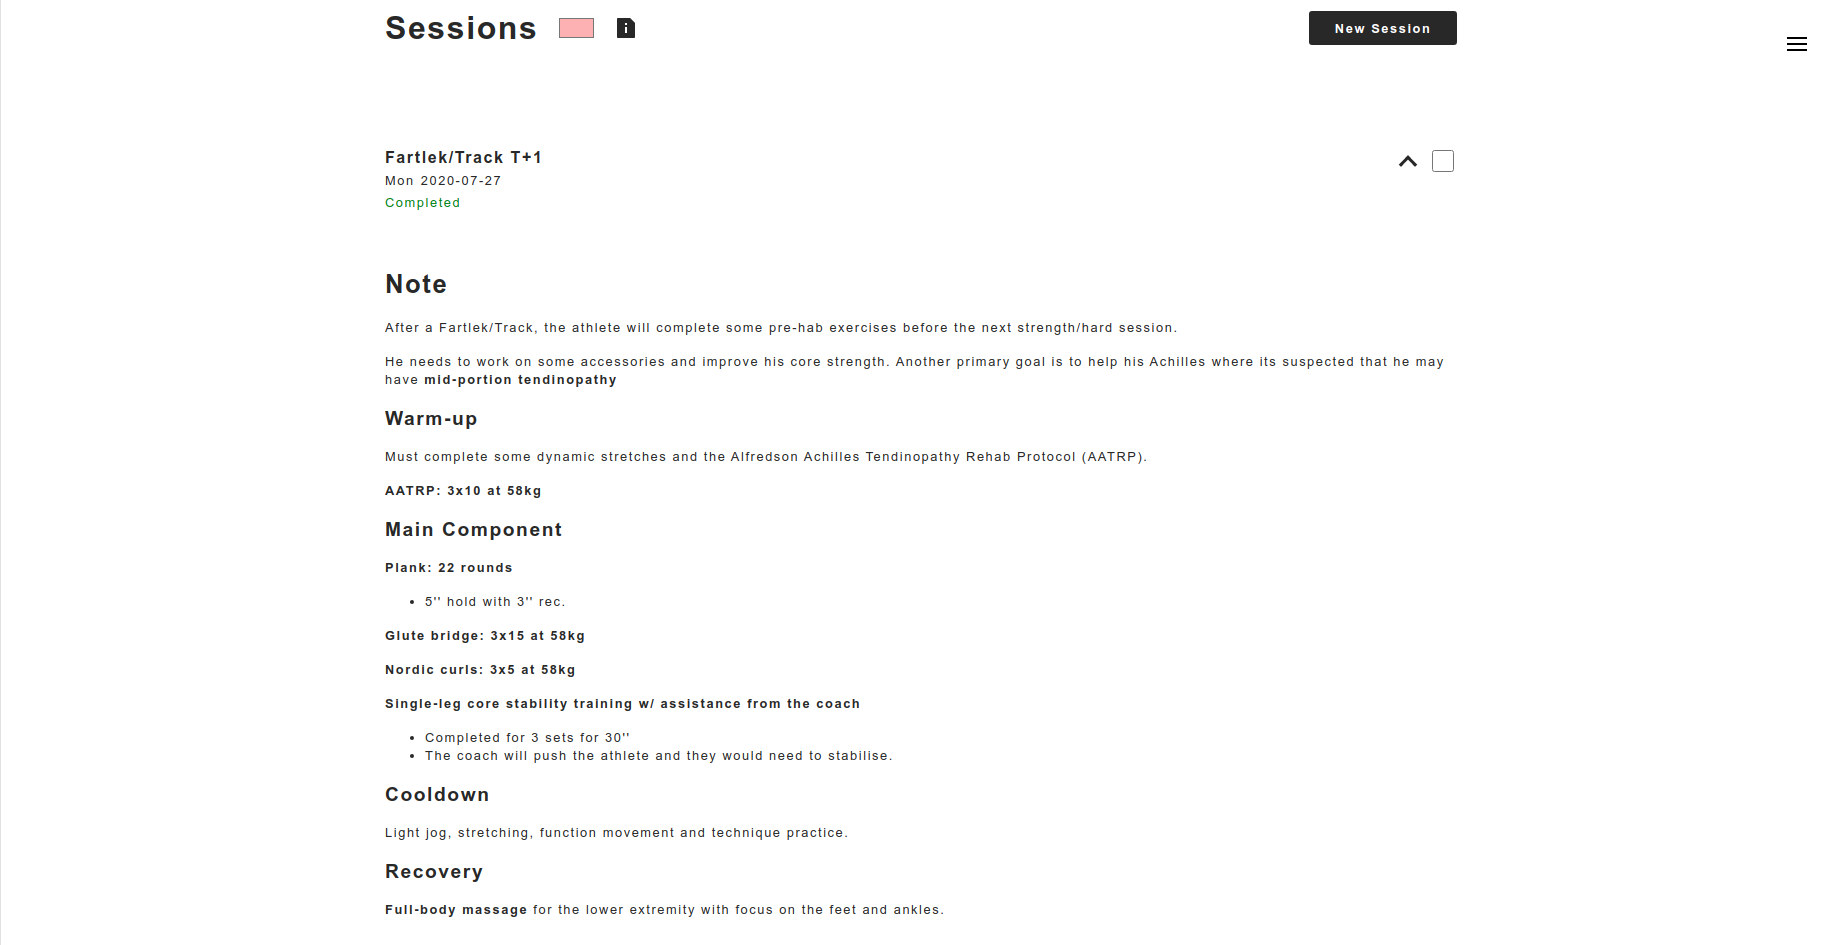 Sessions
New Session
Fartlek/Track T+1
Mon 2020-07-27
Completed
Note
After a Fartlek/Track, the athlete will complete some pre-hab exercises before the next strength/hard session.
He needs to work on some accessories and improve his core strength. Another primary goal is to help his Achilles where its suspected that he may
have mid-portion tendinopathy
Warm-up
Must complete some dynamic stretches and the Alfredson Achilles Tendinopathy Rehab Protocol (AATRP).
AATRP: 3x10 at 58kg
Main Component
Plank: 22 rounds
• 5'' hold with 3'' rec.
Glute bridge: 3x15 at 58kg
Nordic curls: 3x5 at 58kg
Single-leg core stability training w/ assistance from the coach
• Completed for 3 sets for 30''
• The coach will push the athlete and they would need to stabilise.
Cooldown
Light jog, stretching, function movement and technique practice.
Recovery
Full-body massage for the lower extremity with focus on the feet and ankles.